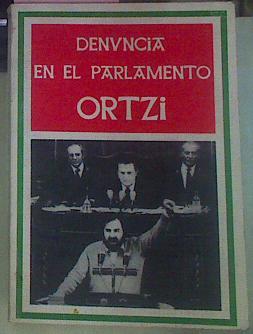 DENVNCiA
EN EL PARLAMENTO
ORTZi